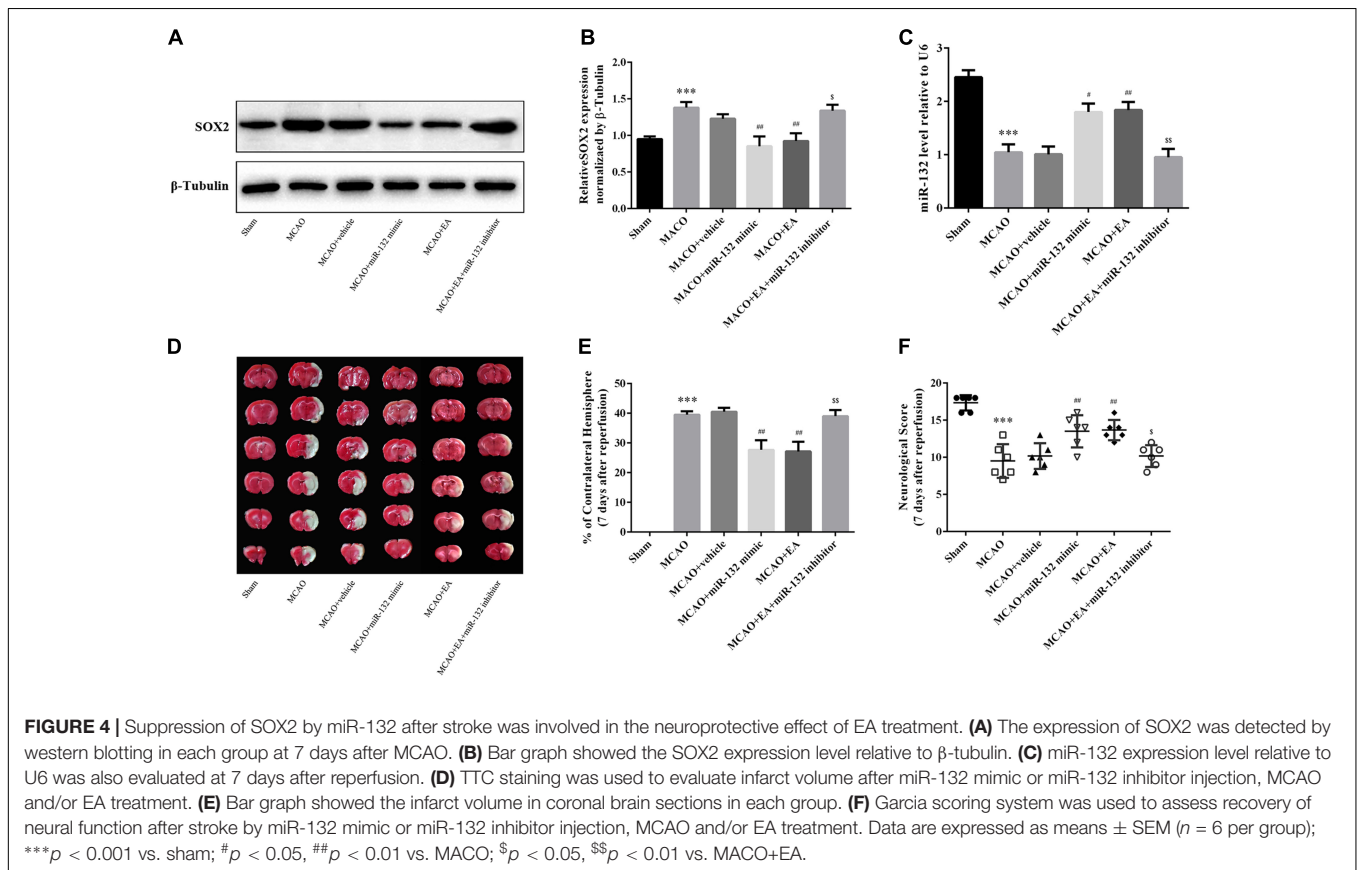 A
SOX2
β-Tubulin
Sham
MCAO
MCAO+vehicle
MCAO+miR-132 mimic
MCAO+EA
MCAO+EA+miR-132 inhibitor
B
RelativeSOX2 expression
normalizaed by β-Tubulin
2.0
1.5
1.0
0.5
0.0
***
##
##
$
Sham
MACO
MACO+vehicle
MACO+miR-132 mimic
MACO+EA
MACO+EA+miR-132 inhibitor
C
miR-132 level relative to U6
3
2
1
0
***
#
##
$$
Sham
MCAO
MCAO+vehicle
MCAO+miR-132 mimic
MCAO+EA
MCAO+EA+miR-132 inhibitor
D
Sham
MCAO
MCAO+vehicle
MCAO+miR-132 mimic
MCAO+EA
MCAO+EA+miR-132 inhibitor
E
% of Contralateral Hemisphere
(7 days after reperfusion)
50
40
30
20
10
0
***
##
##
$$
Sham
MCAO
MCAO+vehicle
MCAO+miR-132 mimic
MCAO+EA
MCAO+EA+miR-132 inhibitor
F
Neurological Score
(7 days after reperfusion)
20
15
10
5
0
***
##
##
$
Sham
MCAO
MCAO+vehicle
MCAO+miR-132 mimic
MCAO+EA
MCAO+EA+miR-132 inhibitor
FIGURE 4 | Suppression of SOX2 by miR-132 after stroke was involved in the neuroprotective effect of EA treatment. (A) The expression of SOX2 was detected by
western blotting in each group at 7 days after MCAO. (B) Bar graph showed the SOX2 expression level relative to β-tubulin. (C) miR-132 expression level relative to
U6 was also evaluated at 7 days after reperfusion. (D) TTC staining was used to evaluate infarct volume after miR-132 mimic or miR-132 inhibitor injection, MCAO
and/or EA treatment. (E) Bar graph showed the infarct volume in coronal brain sections in each group. (F) Garcia scoring system was used to assess recovery of
neural function after stroke by miR-132 mimic or miR-132 inhibitor injection, MCAO and/or EA treatment. Data are expressed as means ± SEM (n = 6 per group);
***p < 0.001 vs. sham; #p < 0.05, ##p < 0.01 vs. MACO; $p < 0.05, $$p < 0.01 vs. MACO+EA.